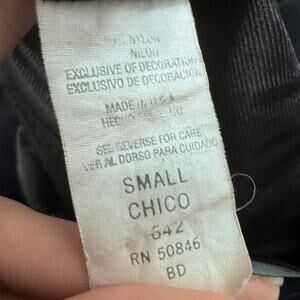 NYLON
EXCLUSIVE OF DECORATION
EXCLUSIVO DE DECORACION
MADE IN U.S.A
SEE REVERSE FOR CARE
VER AL DORSO PARA CUIDADO
SMALL
CHICO
642
RN 50846
BD